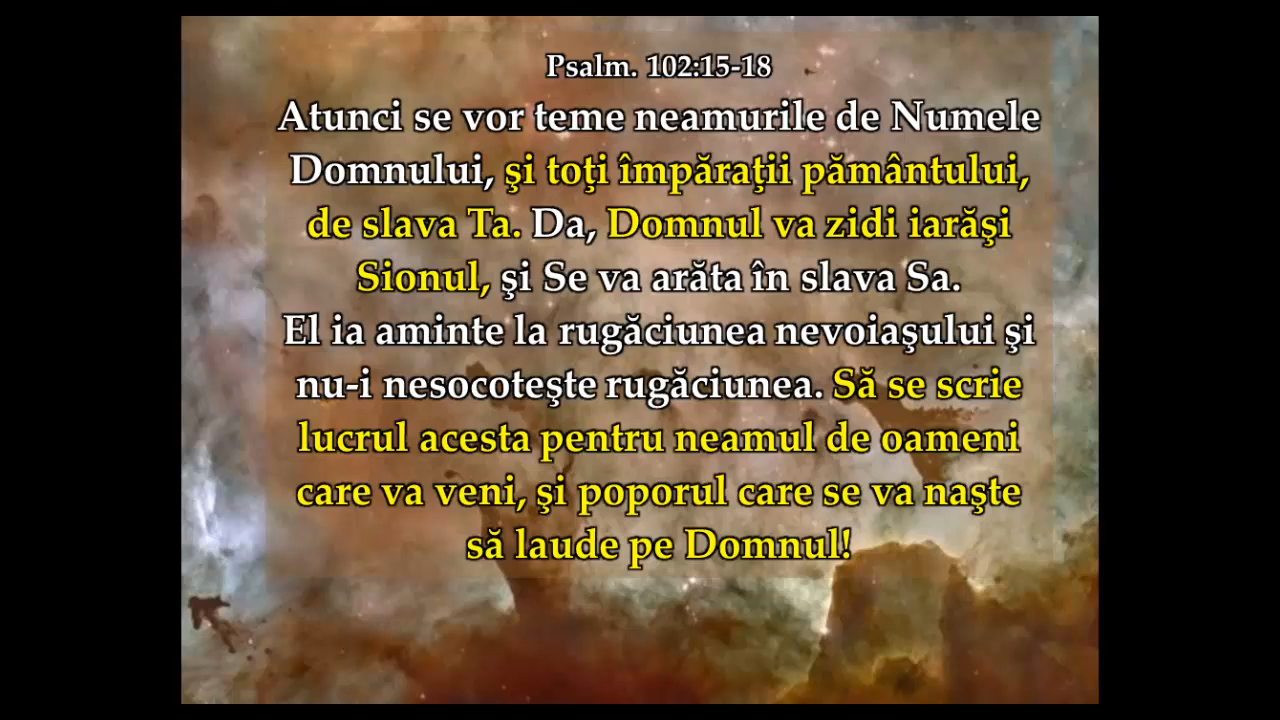 Psalm. 102:15-18
Atunci se vor teme neamurile de Numele
Domnului, şi toţi împăraţii pământului,
de slava Ta. Da, Domnul va zidi iarăşi
Sionul, şi Se va arăta în slava Sa.
El ia aminte la rugăciunea nevoiaşului şi
nu-i nesocoteşte rugăciunea. Să se scrie
lucrul acesta pentru neamul de oameni
care va veni, şi poporul care se va naşte
să laude pe Domnul!